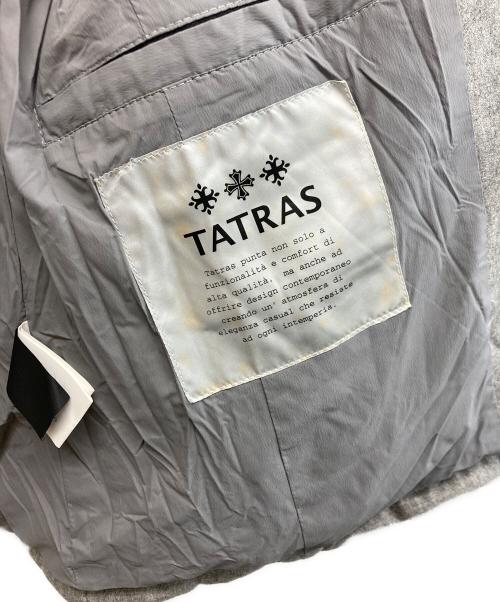 TATRAS
Tatras punta non solo a
funzionalità e comfort di
alta qualità, ma anche ad
offrire design contemporaneo
creando un' atmosfera di
eleganza casual che resiste
ad ogni intemperia.